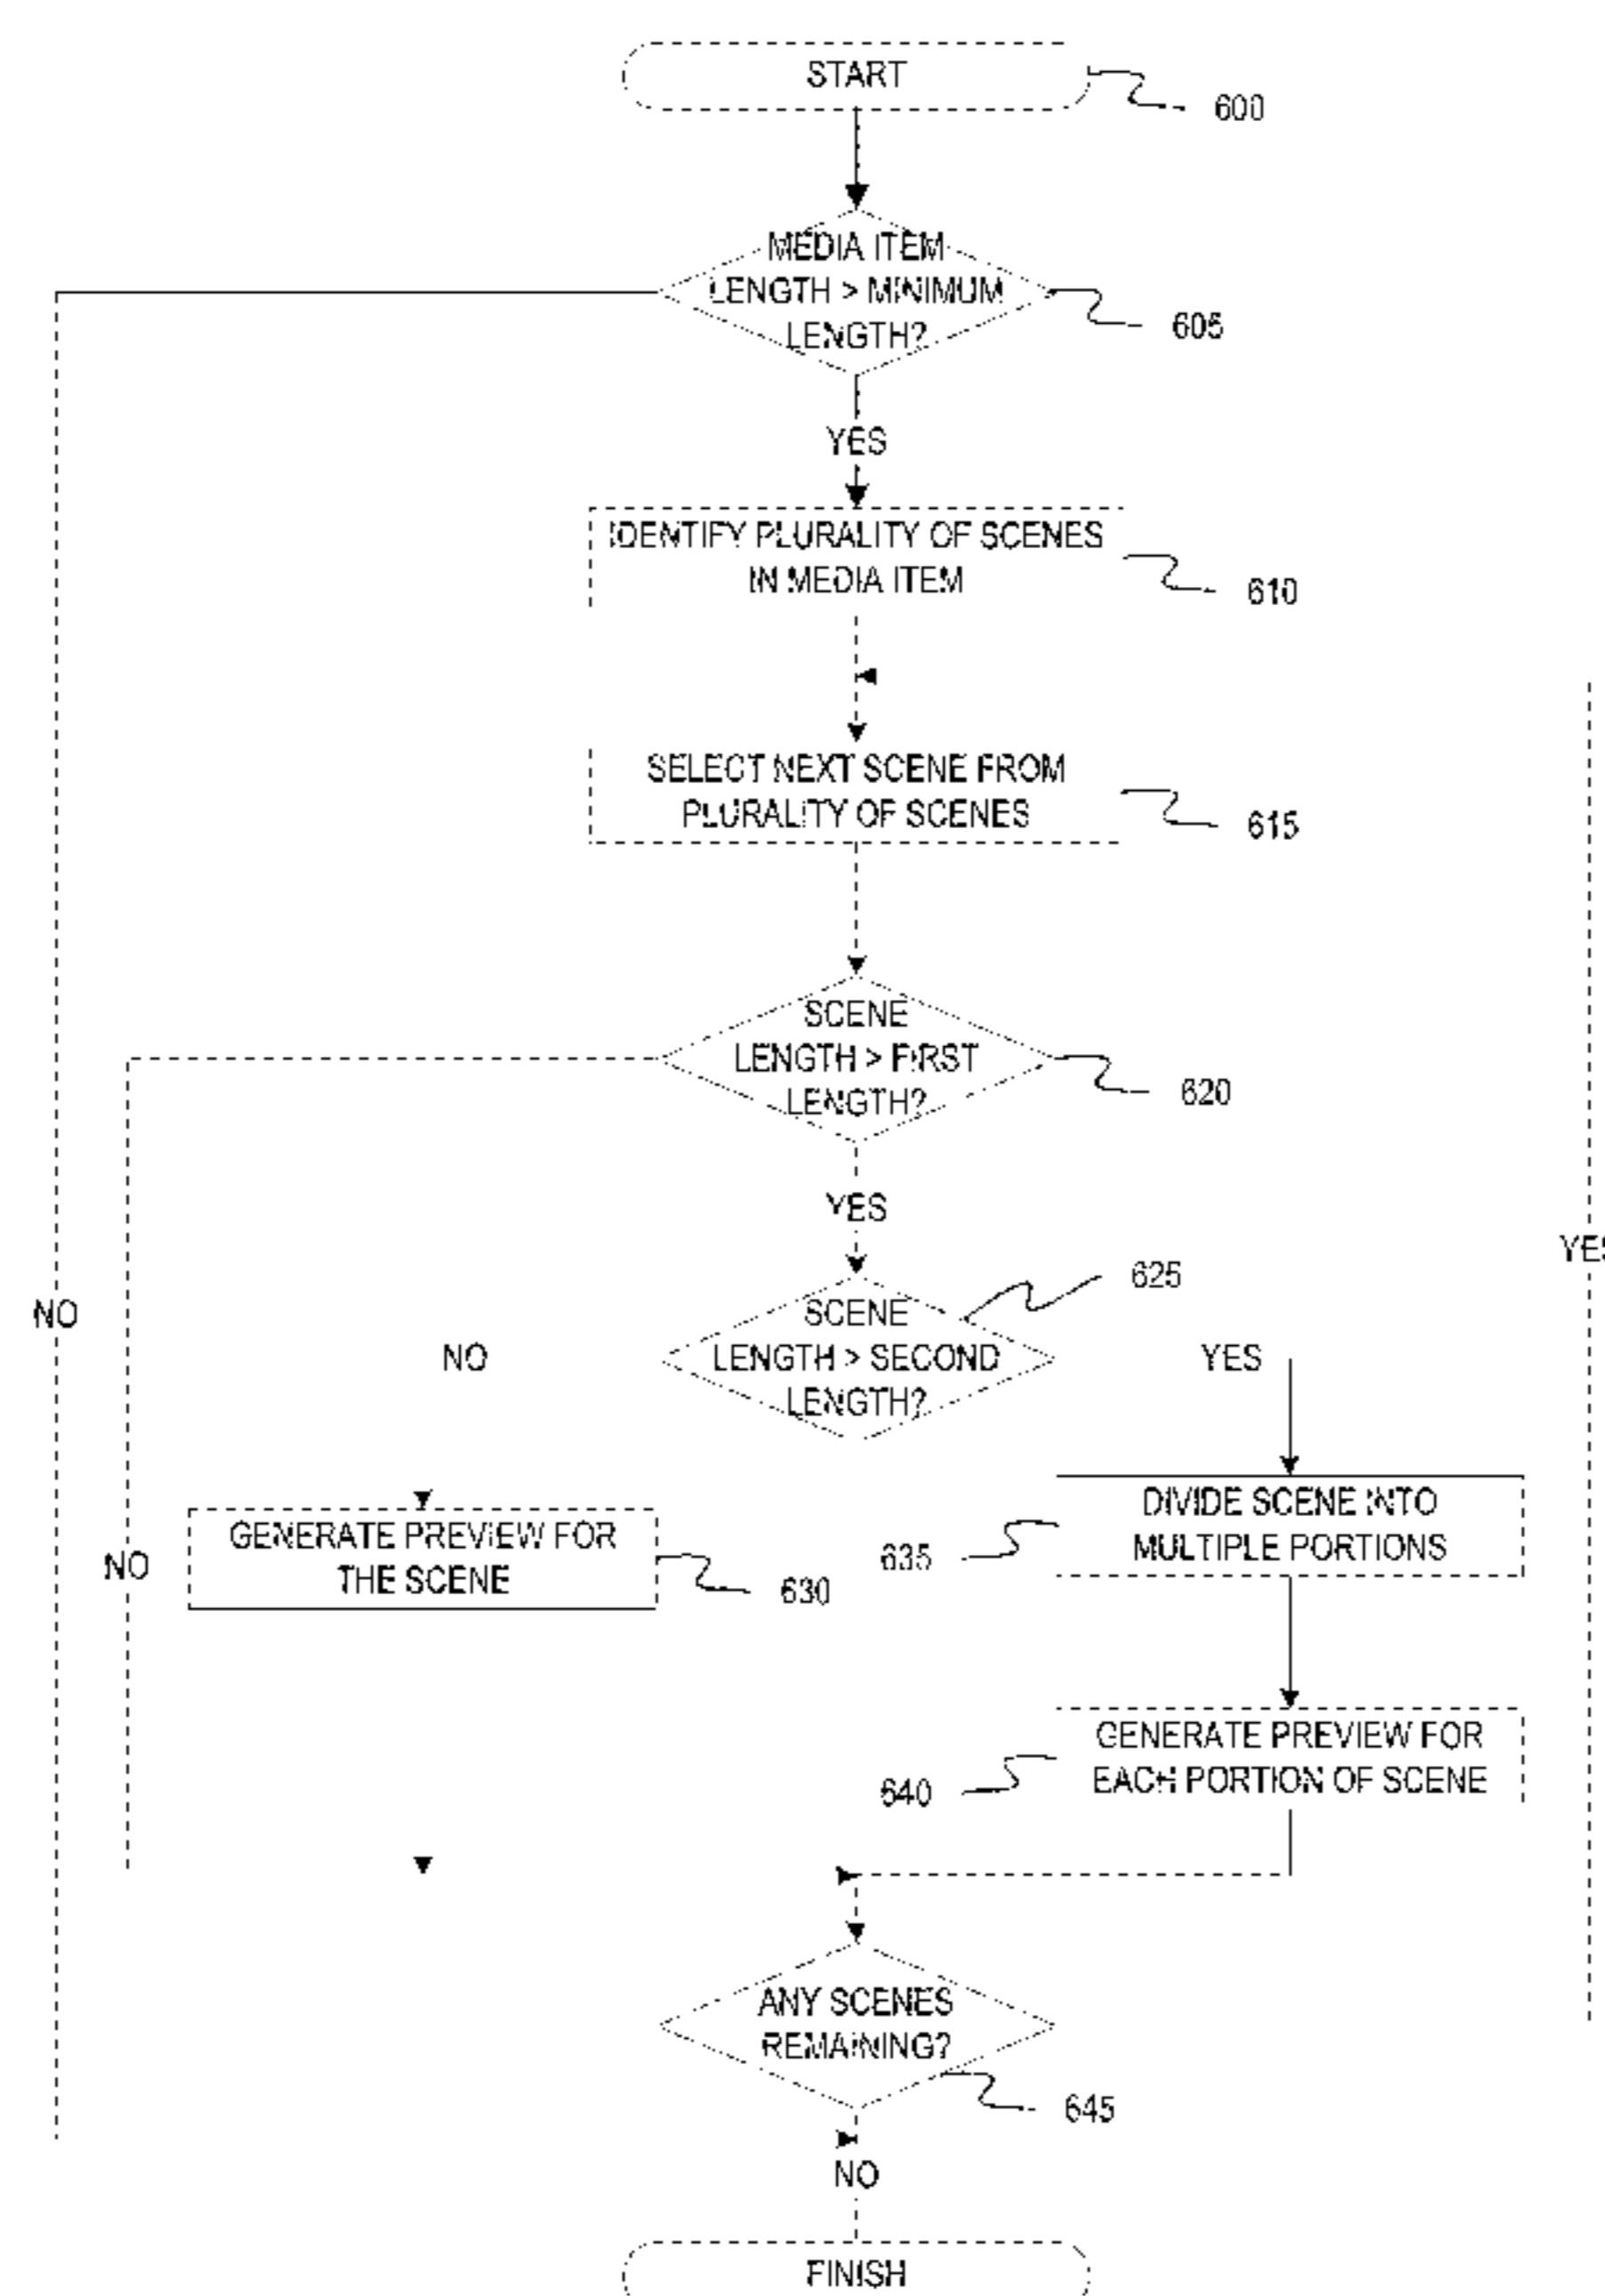 START
600
MEDIA ITEM
LENGTH > MINIMUM
LENGTH?
605
YES
IDENTIFY PLURALITY OF SCENES
IN MEDIA ITEM
610
SELECT NEXT SCENE FROM
PLURALITY OF SCENES
615
SCENE
LENGTH > FIRST
LENGTH?
620
YES
YES
625
NO
SCENE
LENGTH > SECOND
LENGTH?
NO
YES
DIVIDE SCENE INTO
MULTIPLE PORTIONS
635
GENERATE PREVIEW FOR
THE SCENE
630
NO
GENERATE PREVIEW FOR
EACH PORTION OF SCENE
640
ANY SCENES
REMAINING?
645
NO
FINISH